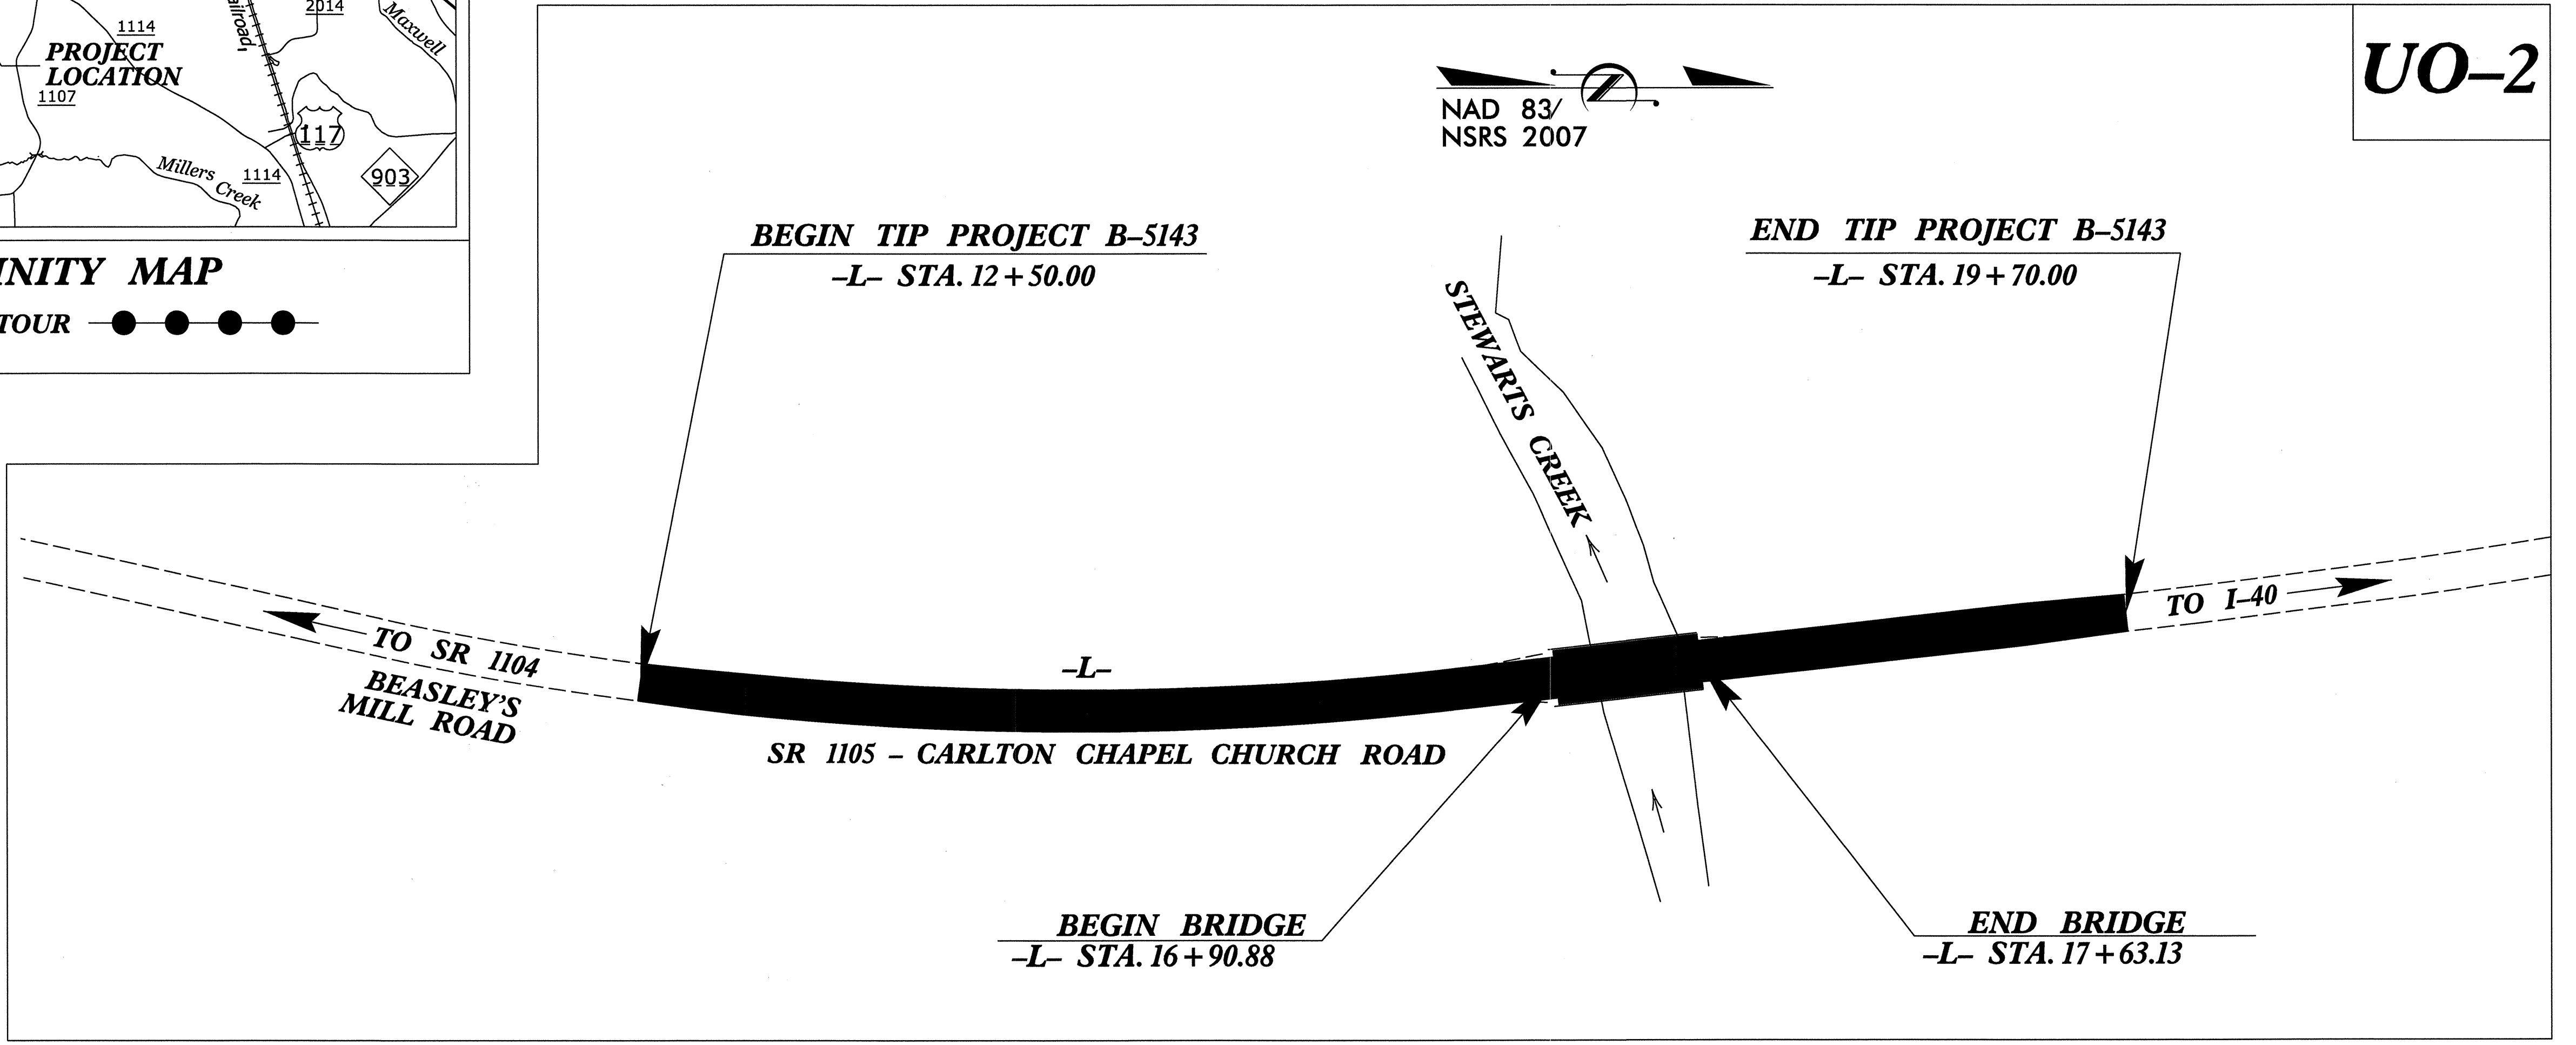 2014
ailroad
Maxwell
1114
PROJECT
LOCATION
1107
117
Millers Creek
1114
903
INITY MAP
TOUR
UO–2
NAD 83/
NSRS 2007
BEGIN TIP PROJECT B–5143
–L– STA. 12+50.00
END TIP PROJECT B–5143
–L– STA. 19+70.00
STEWARTS CREEK
TO I–40
TO SR 1104
BEASLEY'S
MILL ROAD
–L–
SR 1105 – CARLTON CHAPEL CHURCH ROAD
BEGIN BRIDGE
–L– STA. 16+90.88
END BRIDGE
–L– STA. 17+63.13